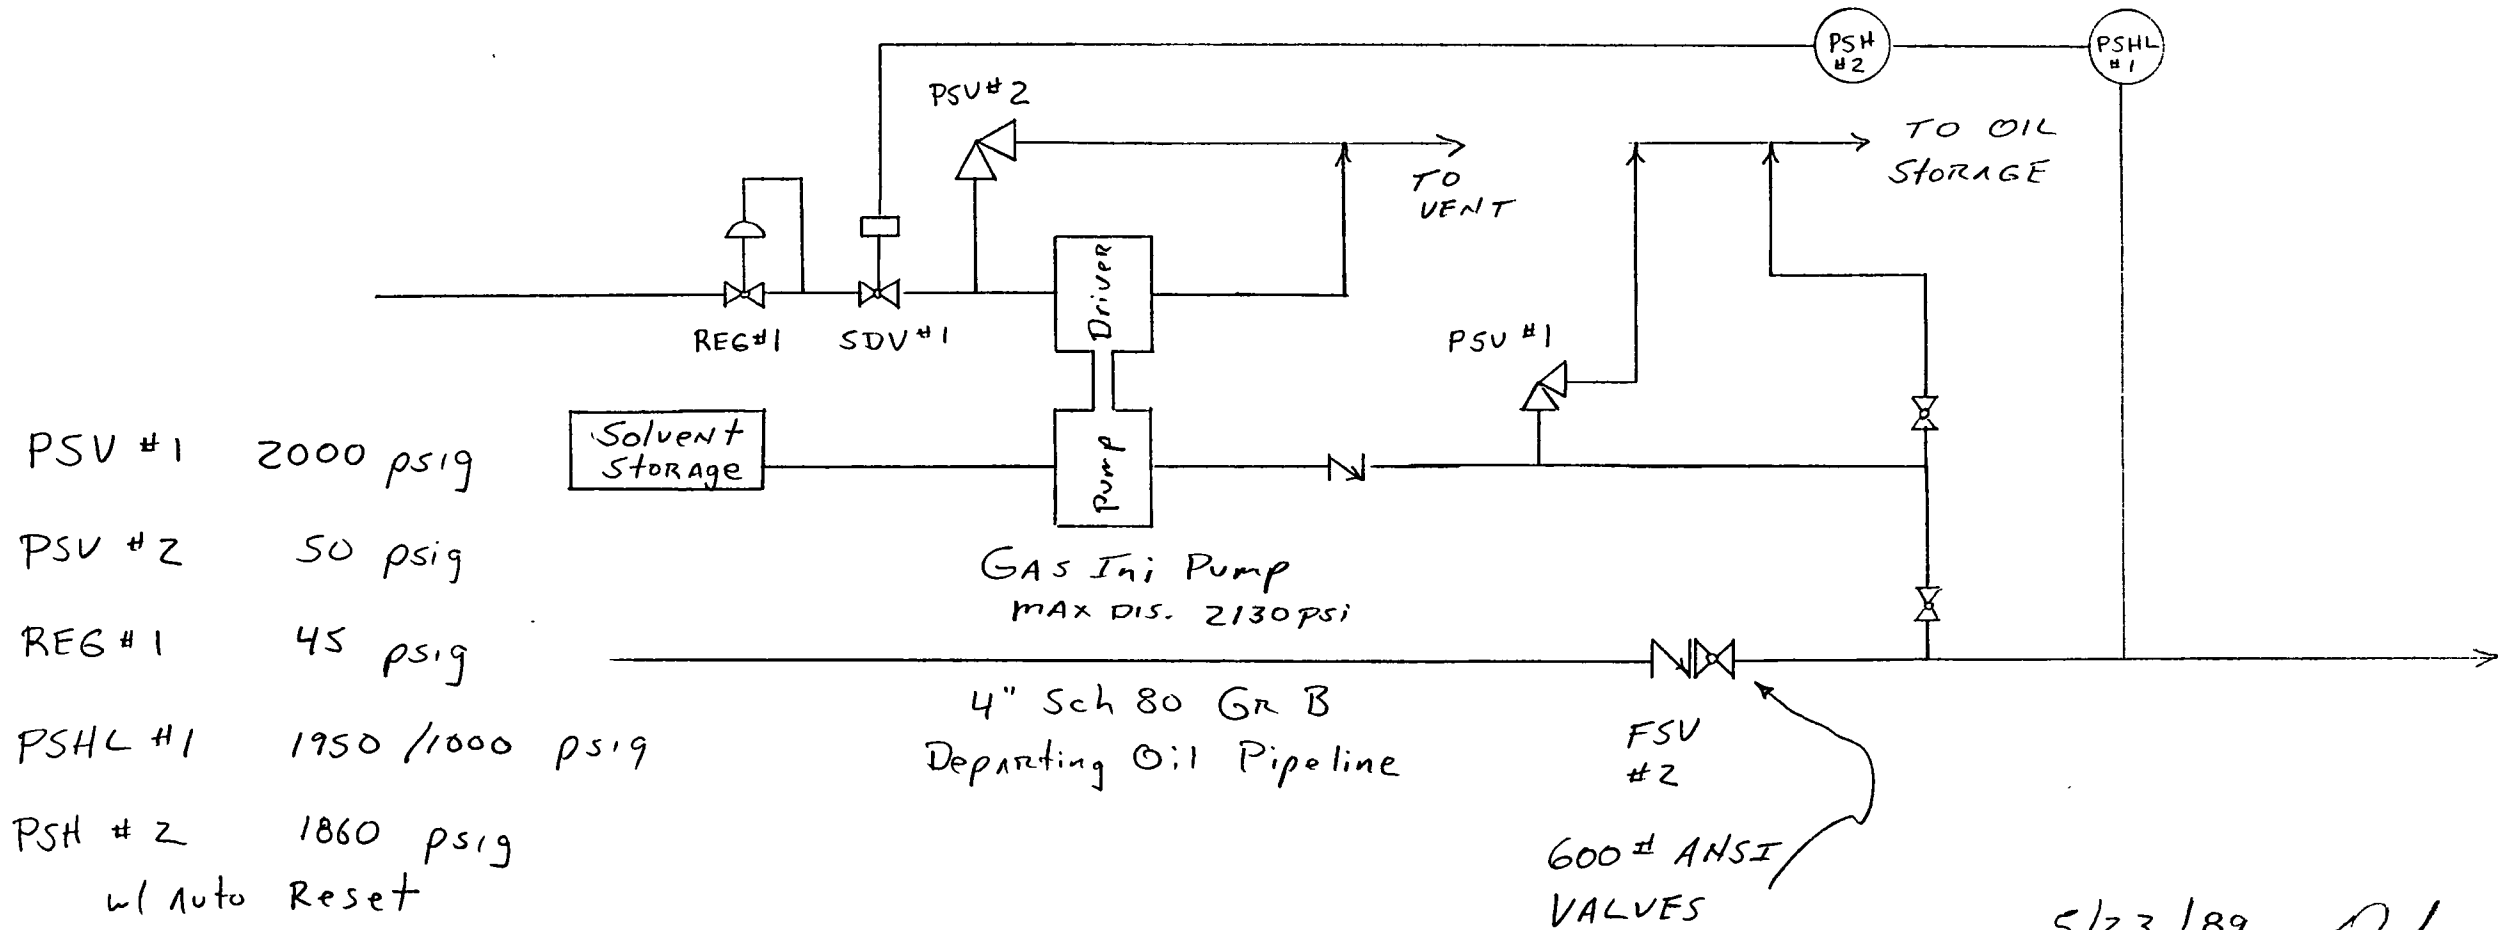 PSH
#2
PSHL
#1
PSV#2
TO OIL
STORAGE
TO
VENT
Driver
REG#1
SDV#1
PSV #1
PSV #1 2000 psig
Solvent
Storage
Pump
PSV #2 50 psig
GAS Inj Pump
MAX DIS. 2130 psi
REG #1 45 psig
4" Sch 80 GR B
Departing Oil Pipeline
FSV
#2
PSHL #1 1950/1000 psig
PSH #2 1860 psig
w/ Auto Reset
600# ANSI
VALVES
5/23/89